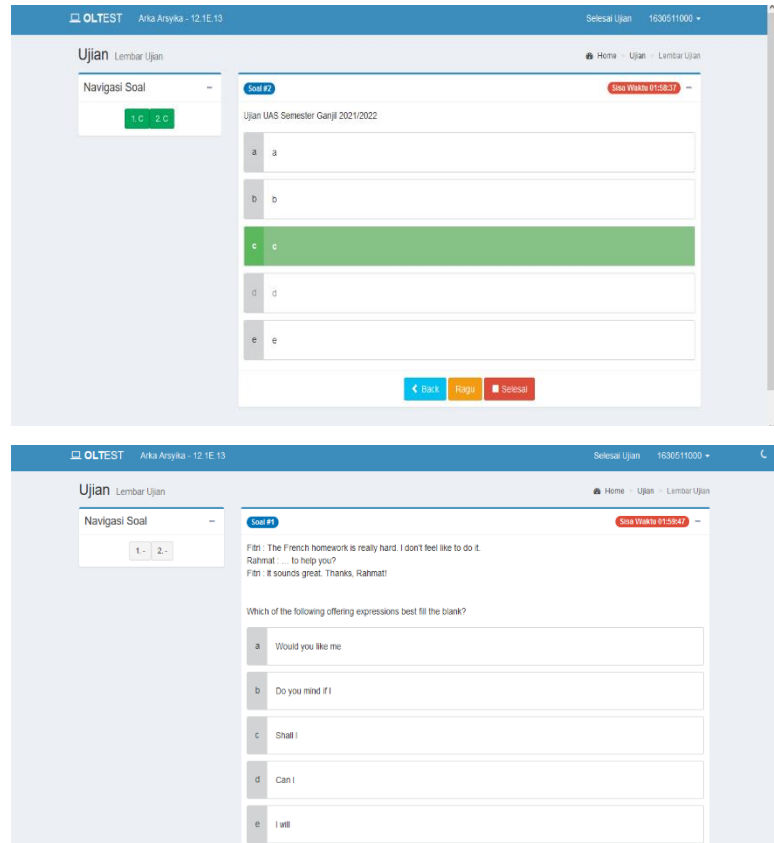 OLTEST Arka Arsyika - 12.1E.13 Selesai Ujian 1630511000
Ujian Lembar Ujian Home Ujian Lembar Ujian
Navigasi Soal
1. C 2. C
Soal #2 Sisa Waktu 01:58:37
Ujian UAS Semester Ganjil 2021/2022
a a
b b
c c
d d
e e
Back Ragu Selesai
OLTEST Arka Arsyika - 12.1E.13 Selesai Ujian 1630511000
Ujian Lembar Ujian Home Ujian Lembar Ujian
Navigasi Soal
1. - 2. -
Soal #1 Sisa Waktu 01:59:47
Fitri : The French homework is really hard. I don't feel like to do it.
Rahmat : ... to help you?
Fitri : It sounds great. Thanks, Rahmat!
Which of the following offering expressions best fill the blank?
a Would you like me
b Do you mind if I
c Shall I
d Can I
e I will